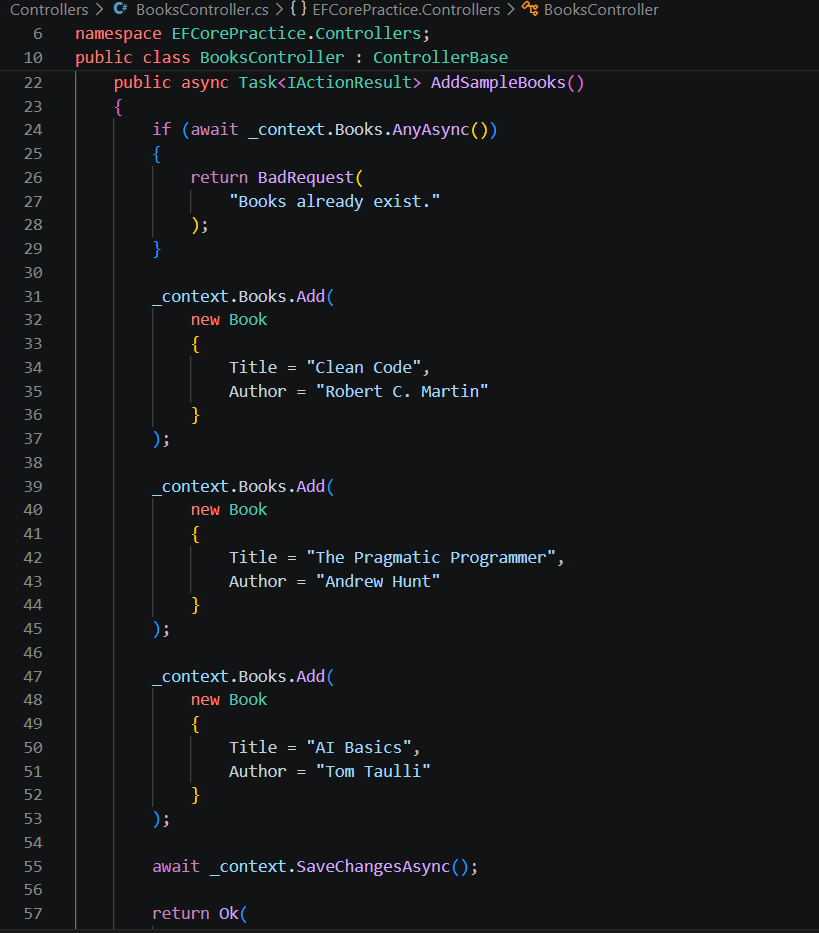 Controllers > BooksController.cs > {} EFCorePractice.Controllers > BooksController
6 namespace EFCorePractice.Controllers;
10 public class BooksController : ControllerBase
22 public async Task<IActionResult> AddSampleBooks()
23 {
24 if (await _context.Books.AnyAsync())
25 {
26 return BadRequest(
27 "Books already exist."
28 );
29 }
30
31 _context.Books.Add(
32 new Book
33 {
34 Title = "Clean Code",
35 Author = "Robert C. Martin"
36 }
37 );
38
39 _context.Books.Add(
40 new Book
41 {
42 Title = "The Pragmatic Programmer",
43 Author = "Andrew Hunt"
44 }
45 );
46
47 _context.Books.Add(
48 new Book
49 {
50 Title = "AI Basics",
51 Author = "Tom Taulli"
52 }
53 );
54
55 await _context.SaveChangesAsync();
56
57 return Ok(